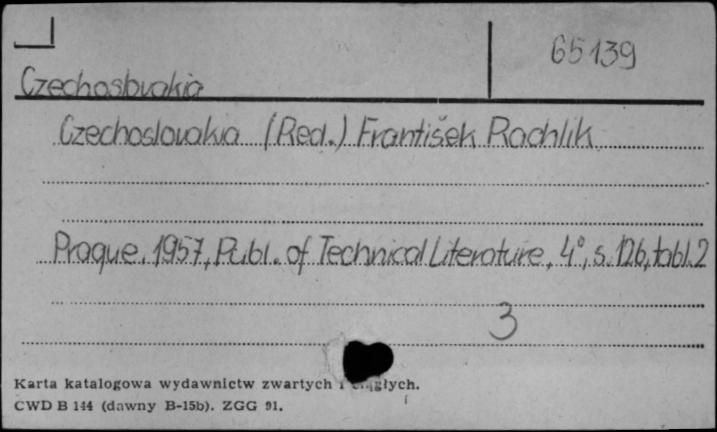 65139
Czechoslovakia
Czechoslovakia (Red.) František Rachlik
Prague, 1957, Publ. of Technical Literature, 4°, s. 126, tabl. 2
3
Karta katalogowa wydawnictw zwartych i ciągłych.
CWD B 144 (dawny B-15b). ZGG 91.